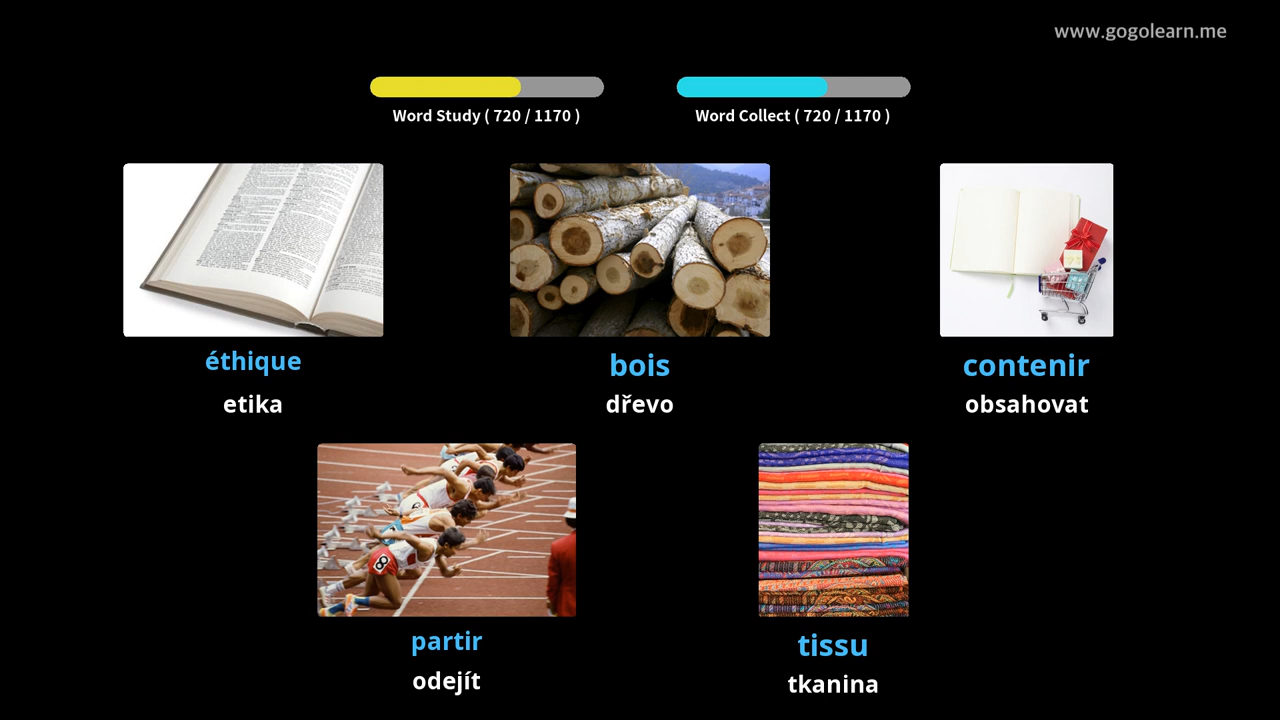 www.gogolearn.me
Word Study ( 720 / 1170 )
Word Collect ( 720 / 1170 )
éthique
bois
contenir
etika
dřevo
obsahovat
partir
tissu
odejít
tkanina